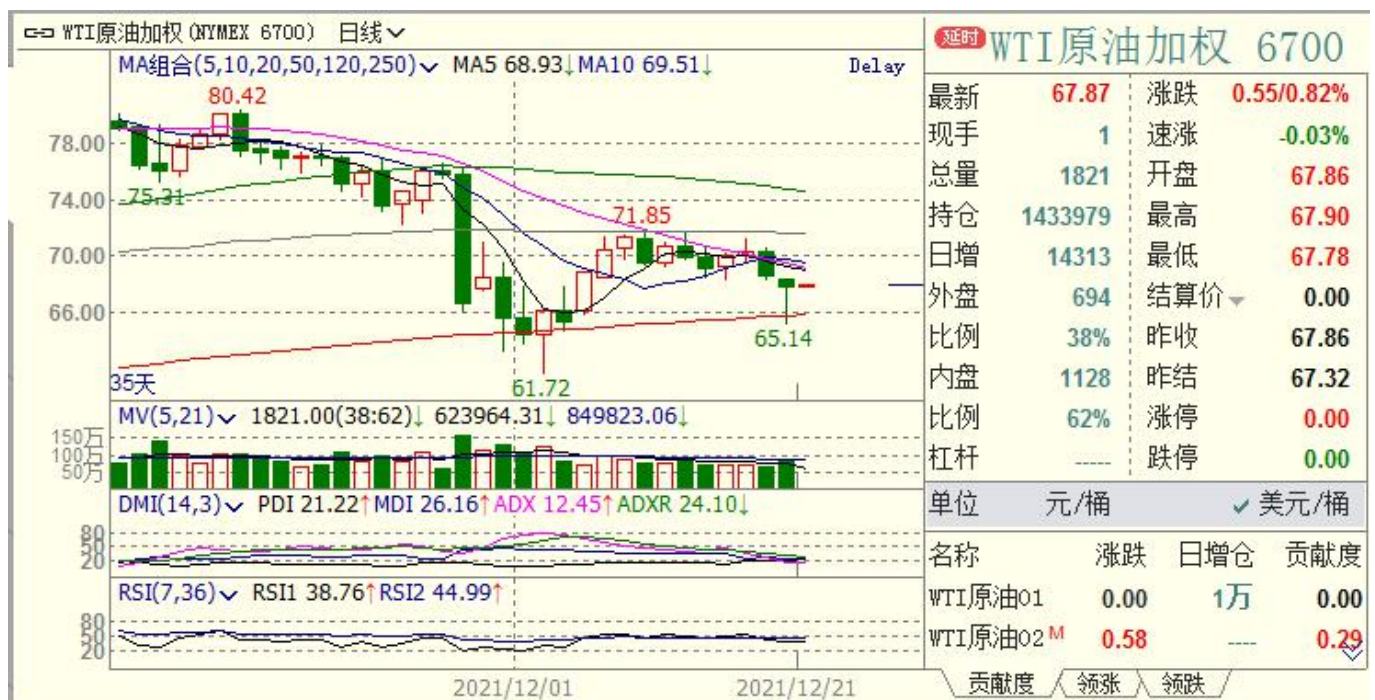 WTI原油加权(NYMEX 6700) 日线
MA组合(5,10,20,50,120,250) MA5 68.93↓MA10 69.51↓ Delay
80.42
78.00
75.31
74.00
71.85
70.00
66.00
65.14
61.72
35天
MV(5,21) 1821.00(38:62)↓ 623964.31↓ 849823.06↓
150万
100万
50万
DMI(14,3) PDI 21.22↑MDI 26.16↑ADX 12.45↑ADXR 24.10↓
80
50
20
RSI(7,36) RSI1 38.76↑RSI2 44.99↑
80
50
20
2021/12/01 2021/12/21
延时 WTI原油加权 6700
最新 67.87 涨跌 0.55/0.82%
现手 1 速涨 -0.03%
总量 1821 开盘 67.86
持仓 1433979 最高 67.90
日增 14313 最低 67.78
外盘 694 结算价 0.00
比例 38% 昨收 67.86
内盘 1128 昨结 67.32
比例 62% 涨停 0.00
杠杆 ----- 跌停 0.00
单位 元/桶 ✓美元/桶
名称 涨跌 日增仓 贡献度
WTI原油01 0.00 1万 0.00
WTI原油02 M 0.58 ---- 0.29
贡献度 领涨 领跌